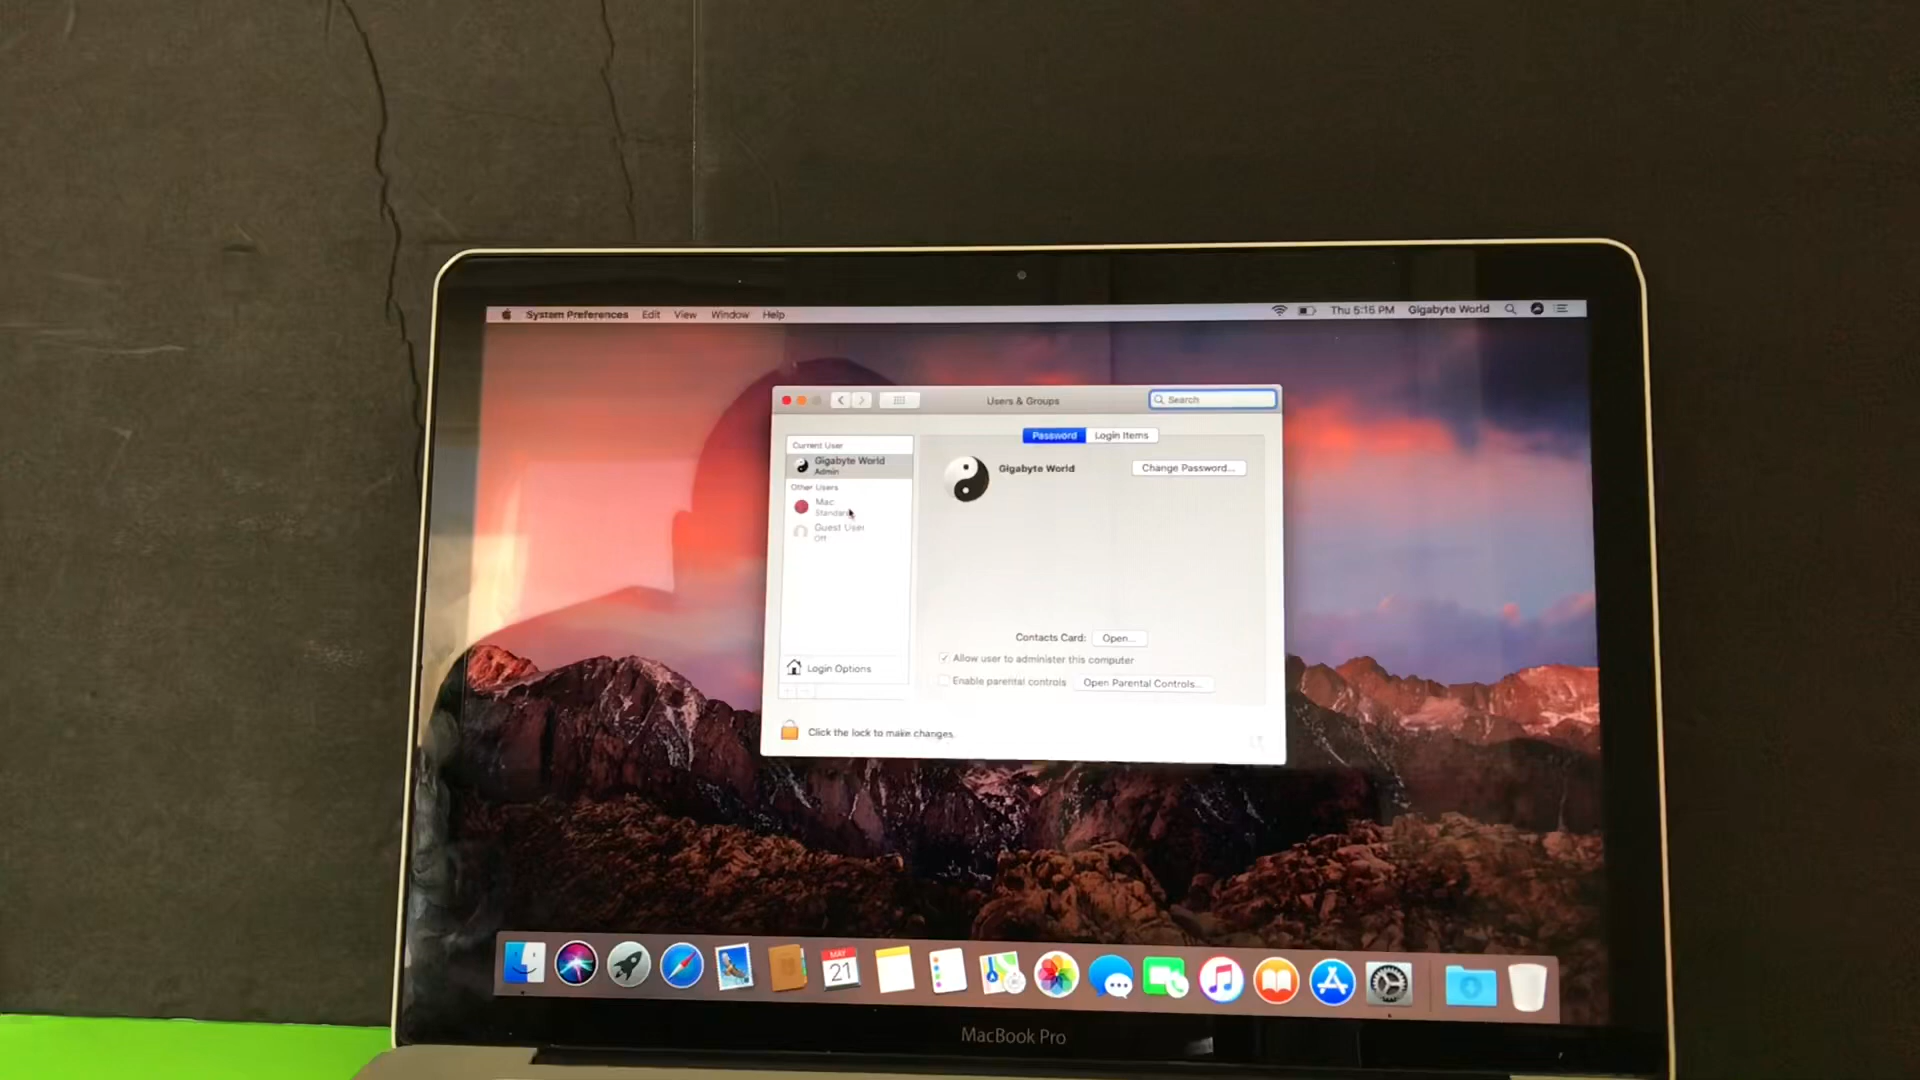 System Preferences Edit View Window Help
Thu 5:15 PM Gigabyte World
Users & Groups
Search
Password Login Items
Current User
Gigabyte World
Admin
Other Users
Mac
Standard
Guest User
Off
Login Options
Gigabyte World
Change Password...
Contacts Card: Open...
Allow user to administer this computer
Enable parental controls Open Parental Controls...
Click the lock to make changes.
MAY
21
MacBook Pro